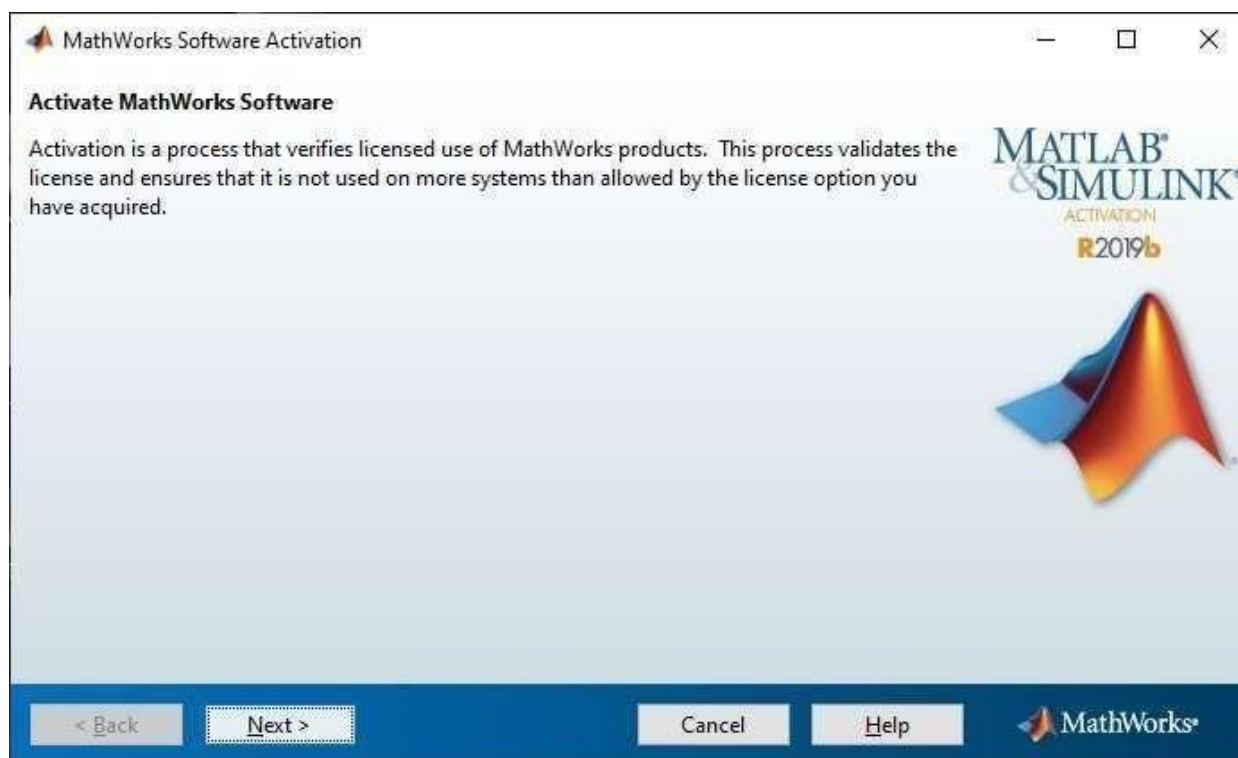 MathWorks Software Activation
Activate MathWorks Software
Activation is a process that verifies licensed use of MathWorks products. This process validates the
license and ensures that it is not used on more systems than allowed by the license option you
have acquired.
MATLAB®
&SIMULINK®
ACTIVATION
R2019b
< Back
Next >
Cancel
Help
MathWorks®